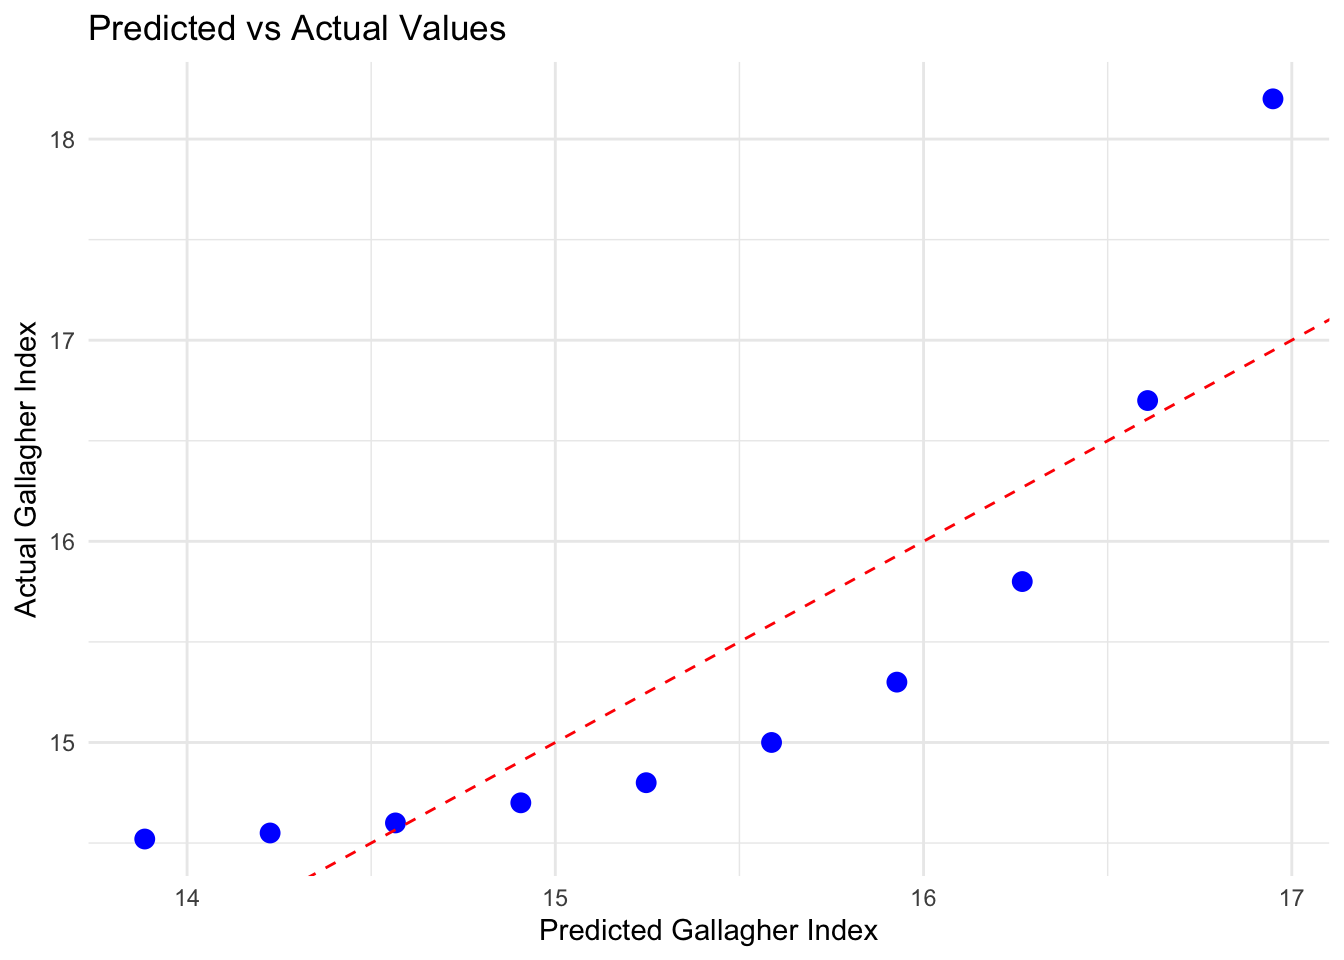 Predicted vs Actual Values
Actual Gallagher Index
18
17
16
15
14 15 16 17
Predicted Gallagher Index